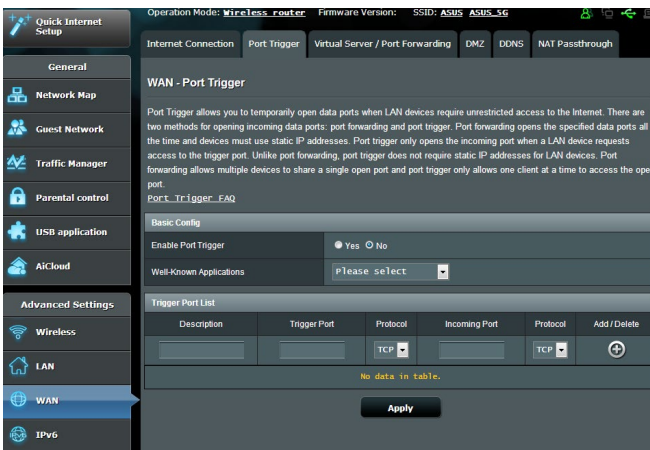 Quick Internet
Setup
Operation Mode: Wireless router Firmware Version: SSID: ASUS ASUS_5G
Internet Connection Port Trigger Virtual Server / Port Forwarding DMZ DDNS NAT Passthrough
General
Network Map
Guest Network
Traffic Manager
Parental control
USB application
AiCloud
Advanced Settings
Wireless
LAN
WAN
IPv6
WAN - Port Trigger
Port Trigger allows you to temporarily open data ports when LAN devices require unrestricted access to the Internet. There are
two methods for opening incoming data ports: port forwarding and port trigger. Port forwarding opens the specified data ports all
the time and devices must use static IP addresses. Port trigger only opens the incoming port when a LAN device requests
access to the trigger port. Unlike port forwarding, port trigger does not require static IP addresses for LAN devices. Port
forwarding allows multiple devices to share a single open port and port trigger only allows one client at a time to access the ope
port.
Port Trigger FAQ
Basic Config
Enable Port Trigger Yes No
Well-Known Applications Please select
Trigger Port List
Description Trigger Port Protocol Incoming Port Protocol Add / Delete
TCP TCP
No data in table.
Apply